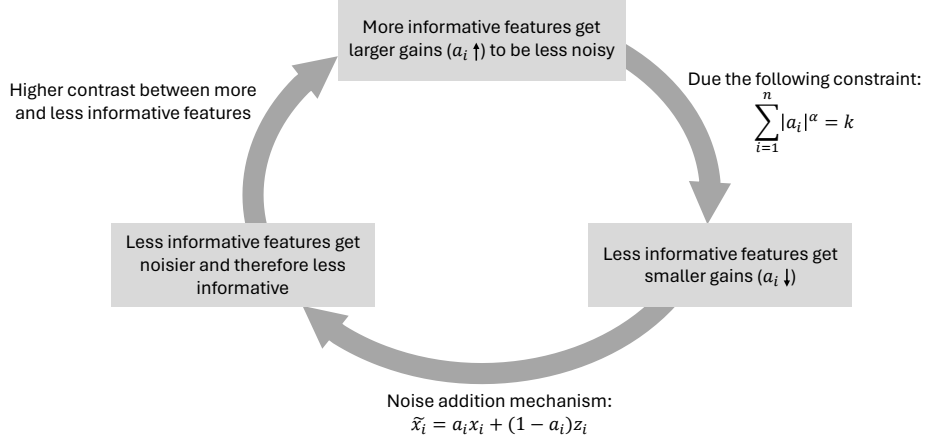 More informative features get
larger gains (𝑎ᵢ ↑) to be less noisy
Due the following constraint:
∑ᵢ₌₁ⁿ|𝑎ᵢ|^α = 𝑘
Higher contrast between more
and less informative features
Less informative features get
noisier and therefore less
informative
Less informative features get
smaller gains (𝑎ᵢ ↓)
Noise addition mechanism:
x̃ᵢ = 𝑎ᵢxᵢ + (1 − 𝑎ᵢ)zᵢ